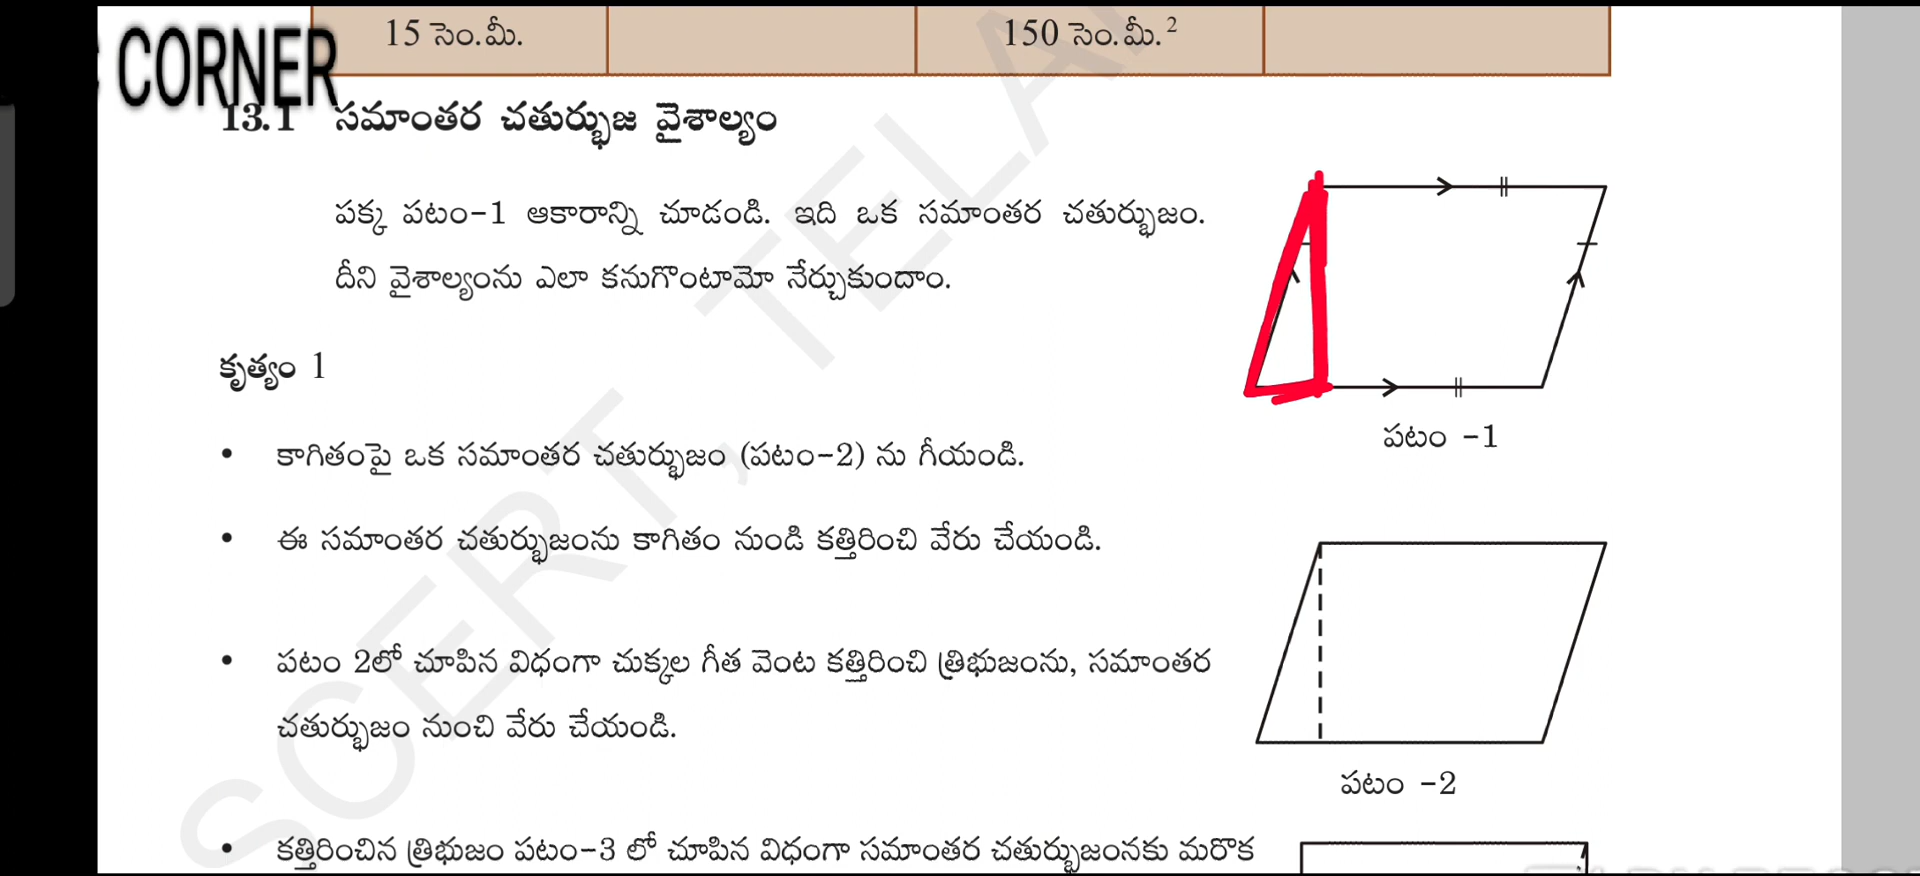 15 సెం.మీ. 150 సెం.మీ.²
CORNER
13.1 సమాంతర చతుర్భుజ వైశాల్యం
పక్క పటం-1 ఆకారాన్ని చూడండి. ఇది ఒక సమాంతర చతుర్భుజం.
దీని వైశాల్యంను ఎలా కనుగొంటామో నేర్చుకుందాం.
కృత్యం 1
పటం -1
• కాగితంపై ఒక సమాంతర చతుర్భుజం (పటం-2) ను గీయండి.
• ఈ సమాంతర చతుర్భుజంను కాగితం నుండి కత్తిరించి వేరు చేయండి.
• పటం 2లో చూపిన విధంగా చుక్కల గీత వెంట కత్తిరించి త్రిభుజంను, సమాంతర
చతుర్భుజం నుంచి వేరు చేయండి.
పటం -2
• కత్తిరించిన త్రిభుజం పటం-3 లో చూపిన విధంగా సమాంతర చతుర్భుజంనకు మరొక
SCERT, TELA